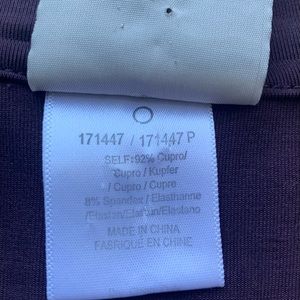 171447 / 171447 P
SELF: 92% Cupro/
Cupro / Kupfer
/ Cupro / Cupre
8% Spandex / Elasthanne
/Elastan/Elastan/Elastano
MADE IN CHINA
FABRIQUÉ EN CHINE